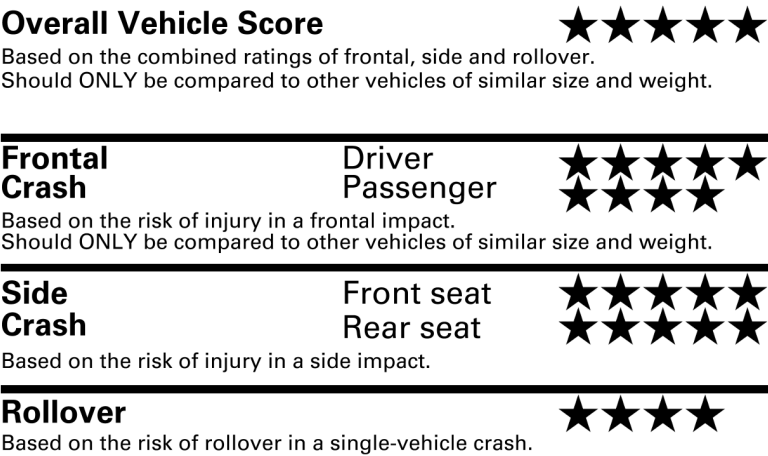 Overall Vehicle Score ★★★★★
Based on the combined ratings of frontal, side and rollover.
Should ONLY be compared to other vehicles of similar size and weight.
Frontal Driver ★★★★★
Crash Passenger ★★★★
Based on the risk of injury in a frontal impact.
Should ONLY be compared to other vehicles of similar size and weight.
Side Front seat ★★★★★
Crash Rear seat ★★★★★
Based on the risk of injury in a side impact.
Rollover ★★★★
Based on the risk of rollover in a single-vehicle crash.